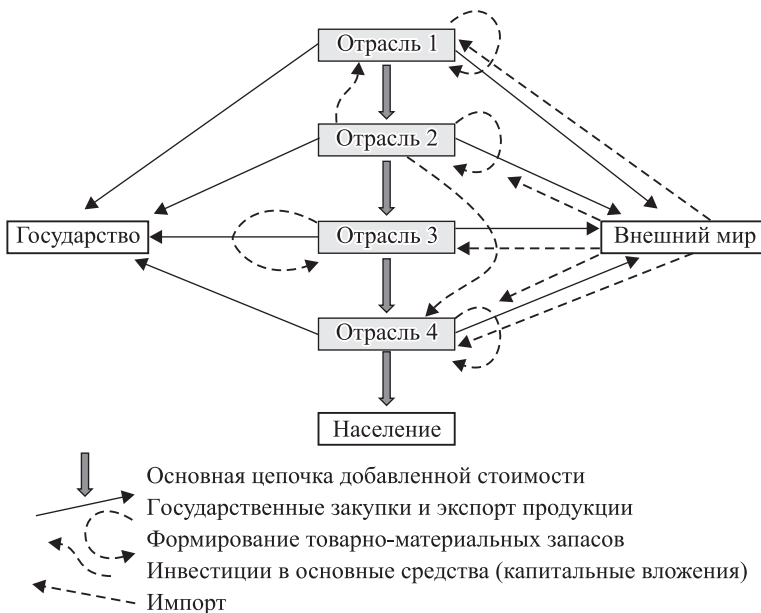 Отрасль 1
Отрасль 2
Государство
Отрасль 3
Внешний мир
Отрасль 4
Население
Основная цепочка добавленной стоимости
Государственные закупки и экспорт продукции
Формирование товарно-материальных запасов
Инвестиции в основные средства (капитальные вложения)
Импорт